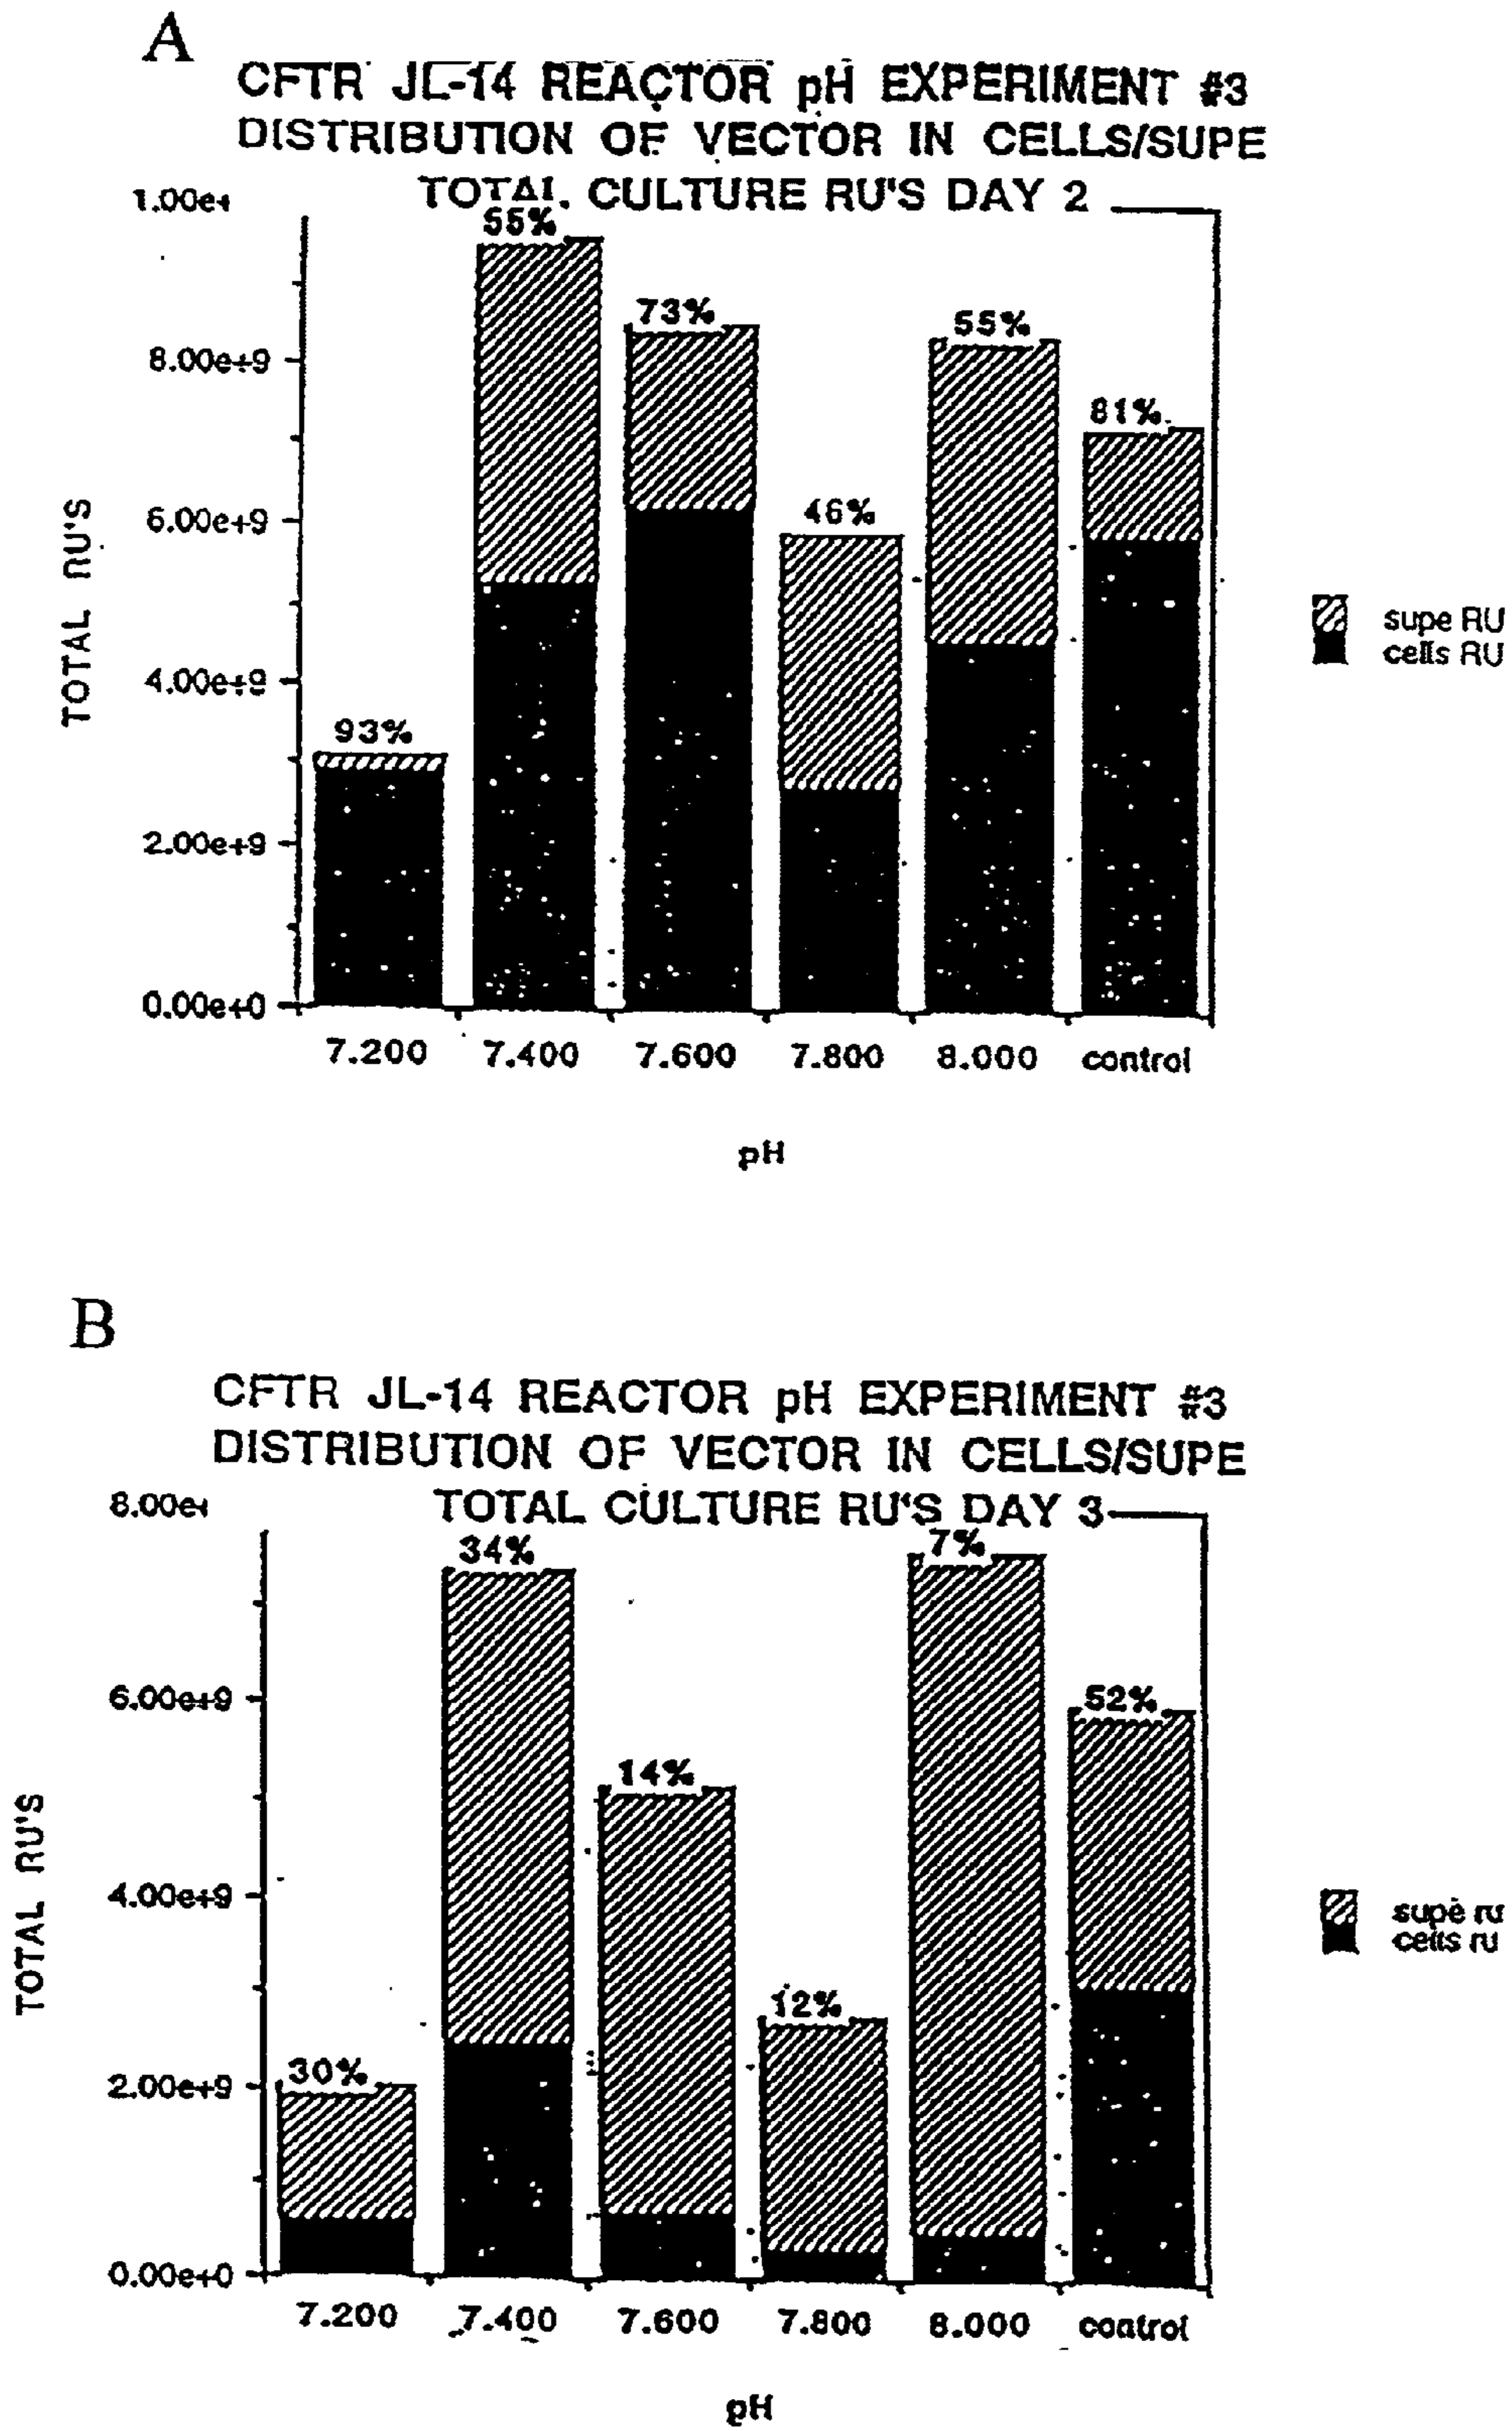 A
CFTR JL-14 REACTOR pH EXPERIMENT #3
DISTRIBUTION OF VECTOR IN CELLS/SUPE
TOTAL CULTURE RU'S DAY 2
1.00e+
55%
73%
55%
8.00e+9
81%
6.00e+9
46%
TOTAL RU'S
supe RU
cells RU
4.00e+9
93%
2.00e+9
0.00e+0
7.200 7.400 7.600 7.800 8.000 control
pH
B
CFTR JL-14 REACTOR pH EXPERIMENT #3
DISTRIBUTION OF VECTOR IN CELLS/SUPE
TOTAL CULTURE RU'S DAY 3
8.00e+
34%
7%
6.00e+9
52%
14%
TOTAL RU'S
4.00e+9
supe ru
cells ru
12%
30%
2.00e+9
0.00e+0
7.200 7.400 7.600 7.800 8.000 control
pH